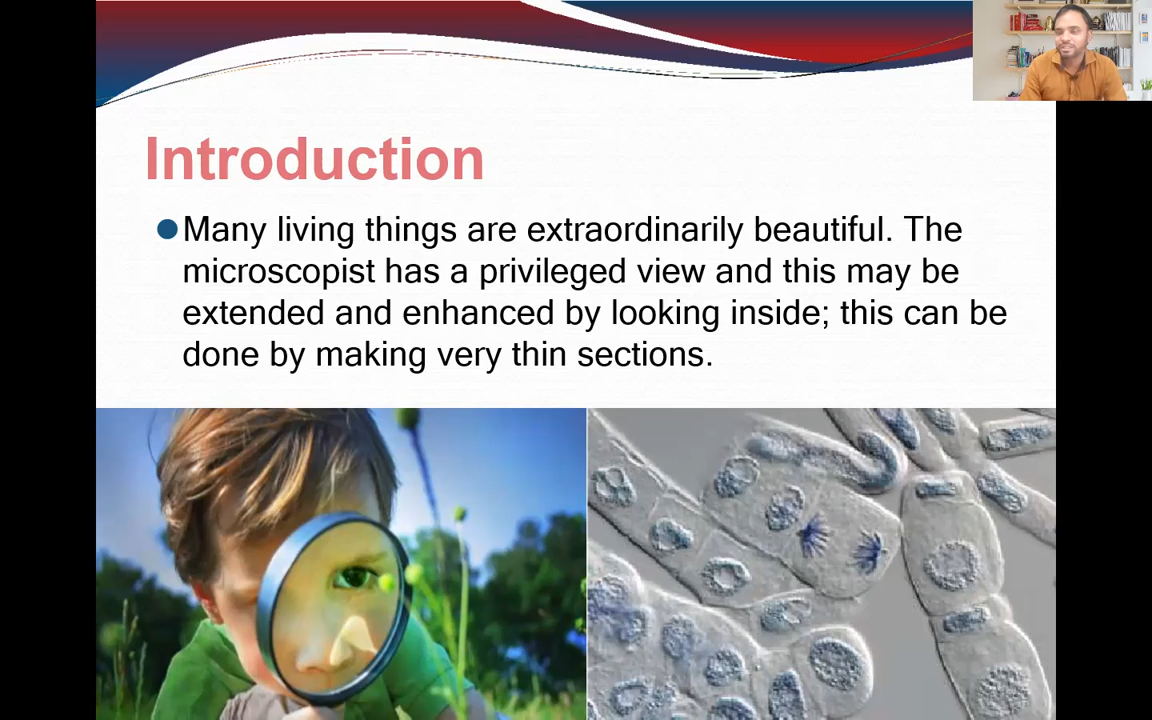 Introduction
Many living things are extraordinarily beautiful. The
microscopist has a privileged view and this may be
extended and enhanced by looking inside; this can be
done by making very thin sections.